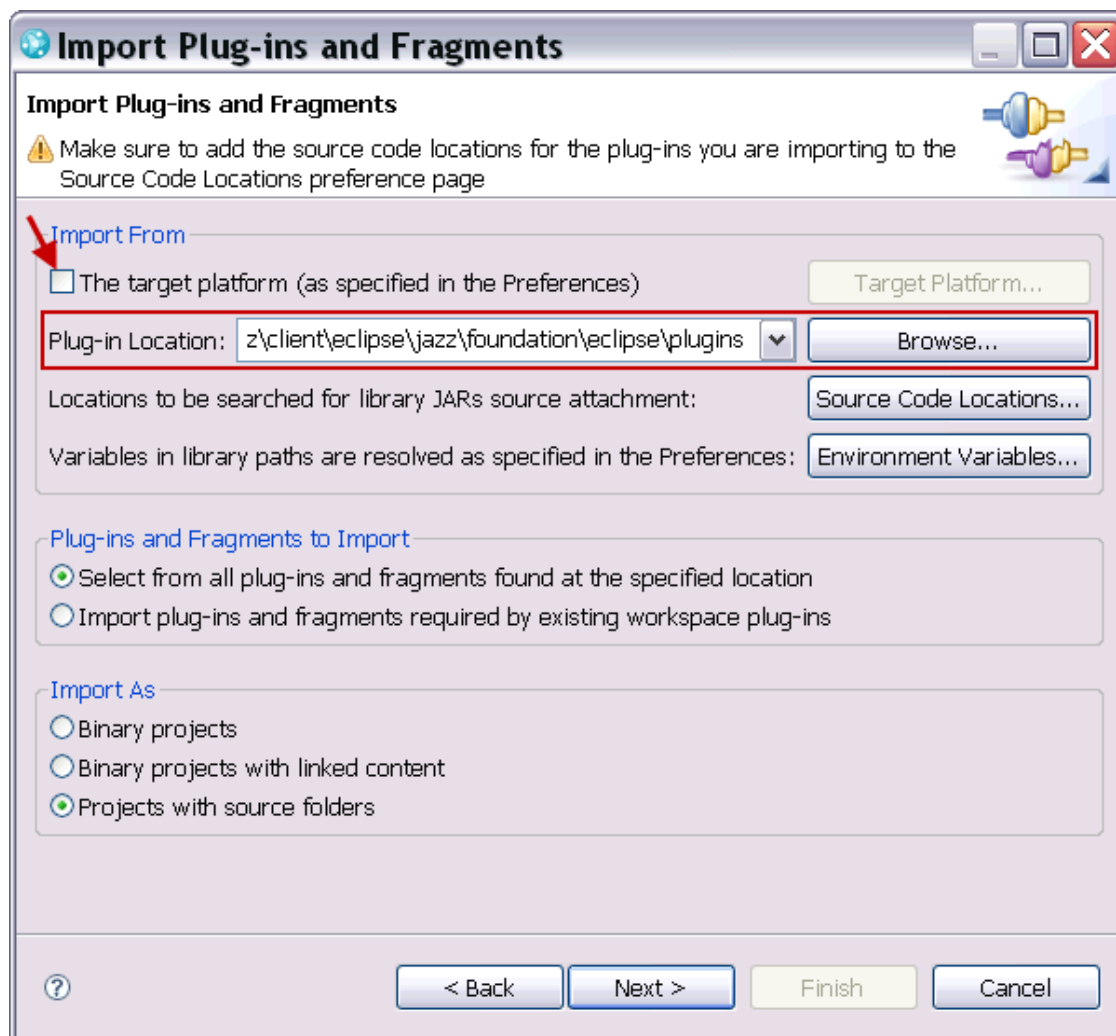 Import Plug-ins and Fragments
Import Plug-ins and Fragments
Make sure to add the source code locations for the plug-ins you are importing to the
Source Code Locations preference page
Import From
The target platform (as specified in the Preferences) Target Platform...
Plug-in Location: z\client\eclipse\jazz\foundation\eclipse\plugins Browse...
Locations to be searched for library JARs source attachment: Source Code Locations...
Variables in library paths are resolved as specified in the Preferences: Environment Variables...
Plug-ins and Fragments to Import
Select from all plug-ins and fragments found at the specified location
Import plug-ins and fragments required by existing workspace plug-ins
Import As
Binary projects
Binary projects with linked content
Projects with source folders
? < Back Next > Finish Cancel